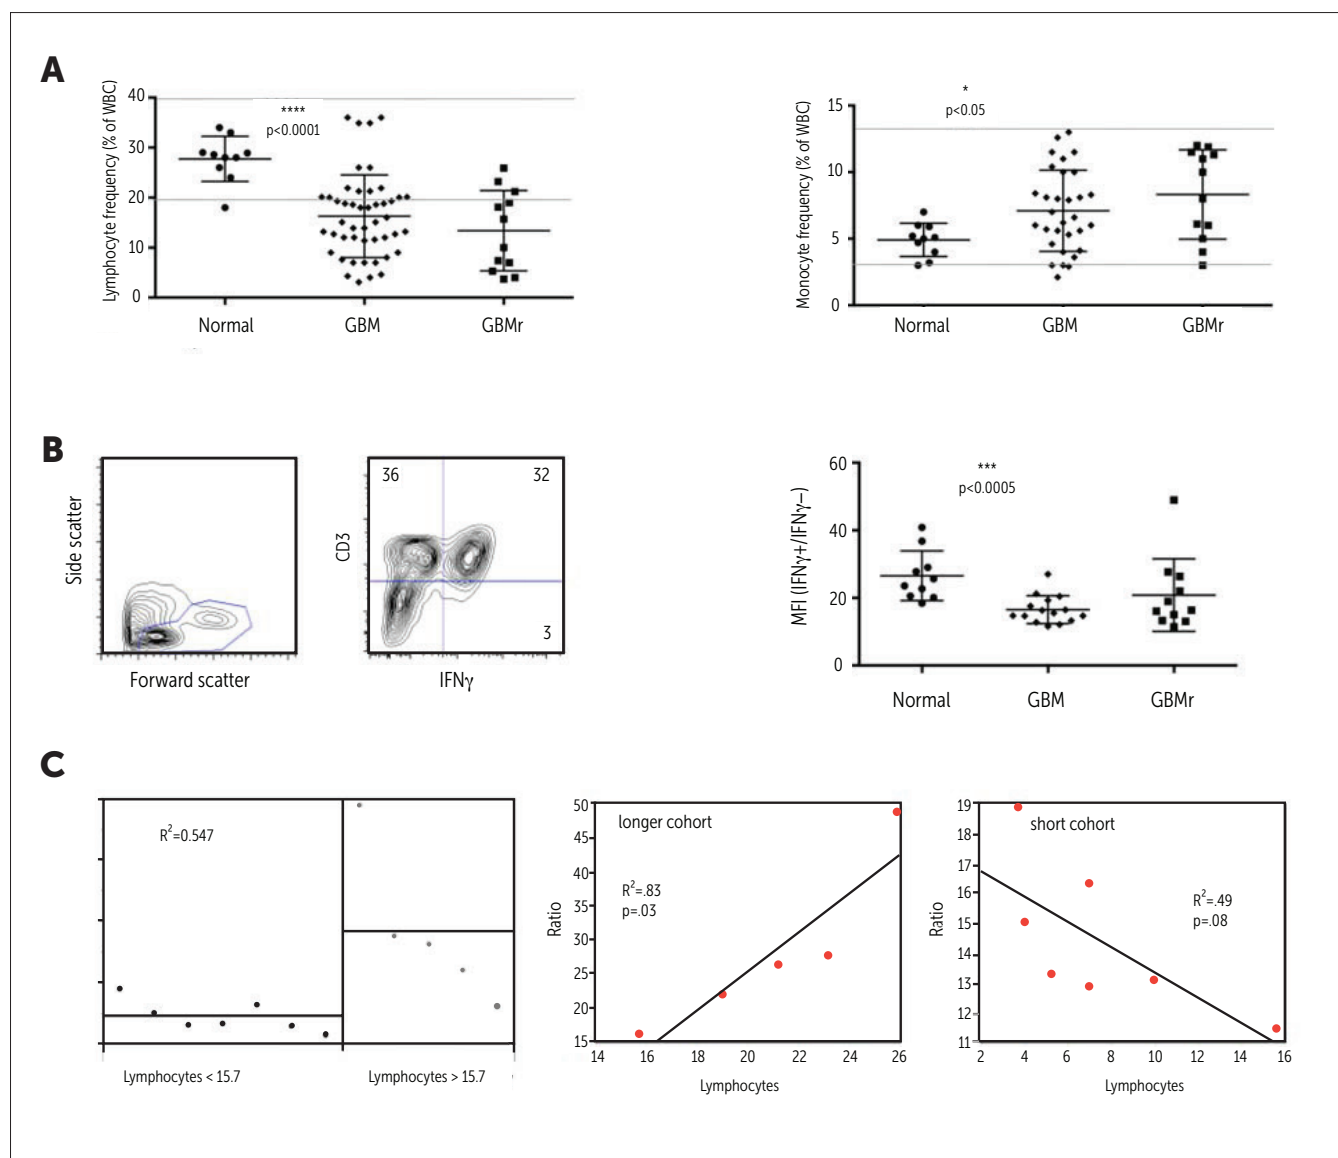 A
Lymphocyte frequency (% of WBC)
40
30
20
10
0
****
p<0.0001
Normal
GBM
GBMr
Monocyte frequency (% of WBC)
15
10
5
0
*
p<0.05
Normal
GBM
GBMr
B
Side scatter
Forward scatter
CD3
36
32
3
IFNγ
MFI (IFNγ+/IFNγ−)
60
40
20
0
***
p<0.0005
Normal
GBM
GBMr
C
R²=0.547
Lymphocytes < 15.7
Lymphocytes > 15.7
Ratio
50
45
40
35
30
25
20
15
longer cohort
R²=.83
p=.03
14 16 18 20 22 24 26
Lymphocytes
Ratio
19
18
17
16
15
14
13
12
11
short cohort
R²=.49
p=.08
2 4 6 8 10 12 14 16
Lymphocytes